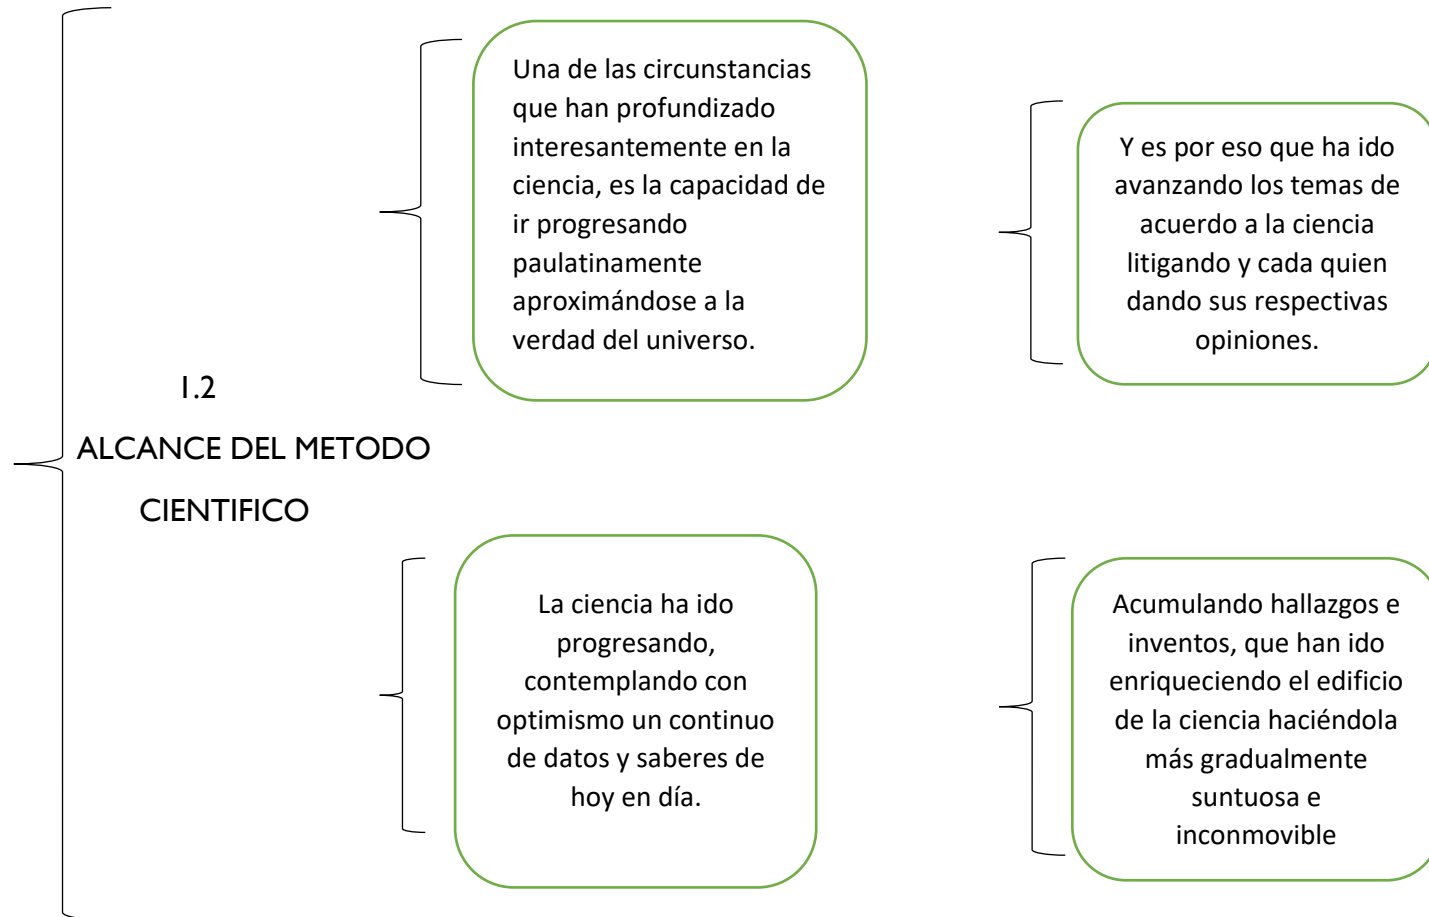 1.2
ALCANCE DEL METODO
CIENTIFICO
Una de las circunstancias
que han profundizado
interesantemente en la
ciencia, es la capacidad de
ir progresando
paulatinamente
aproximándose a la
verdad del universo.
Y es por eso que ha ido
avanzando los temas de
acuerdo a la ciencia
litigando y cada quien
dando sus respectivas
opiniones.
La ciencia ha ido
progresando,
contemplando con
optimismo un continuo
de datos y saberes de
hoy en día.
Acumulando hallazgos e
inventos, que han ido
enriqueciendo el edificio
de la ciencia haciéndola
más gradualmente
suntuosa e
inconmovible